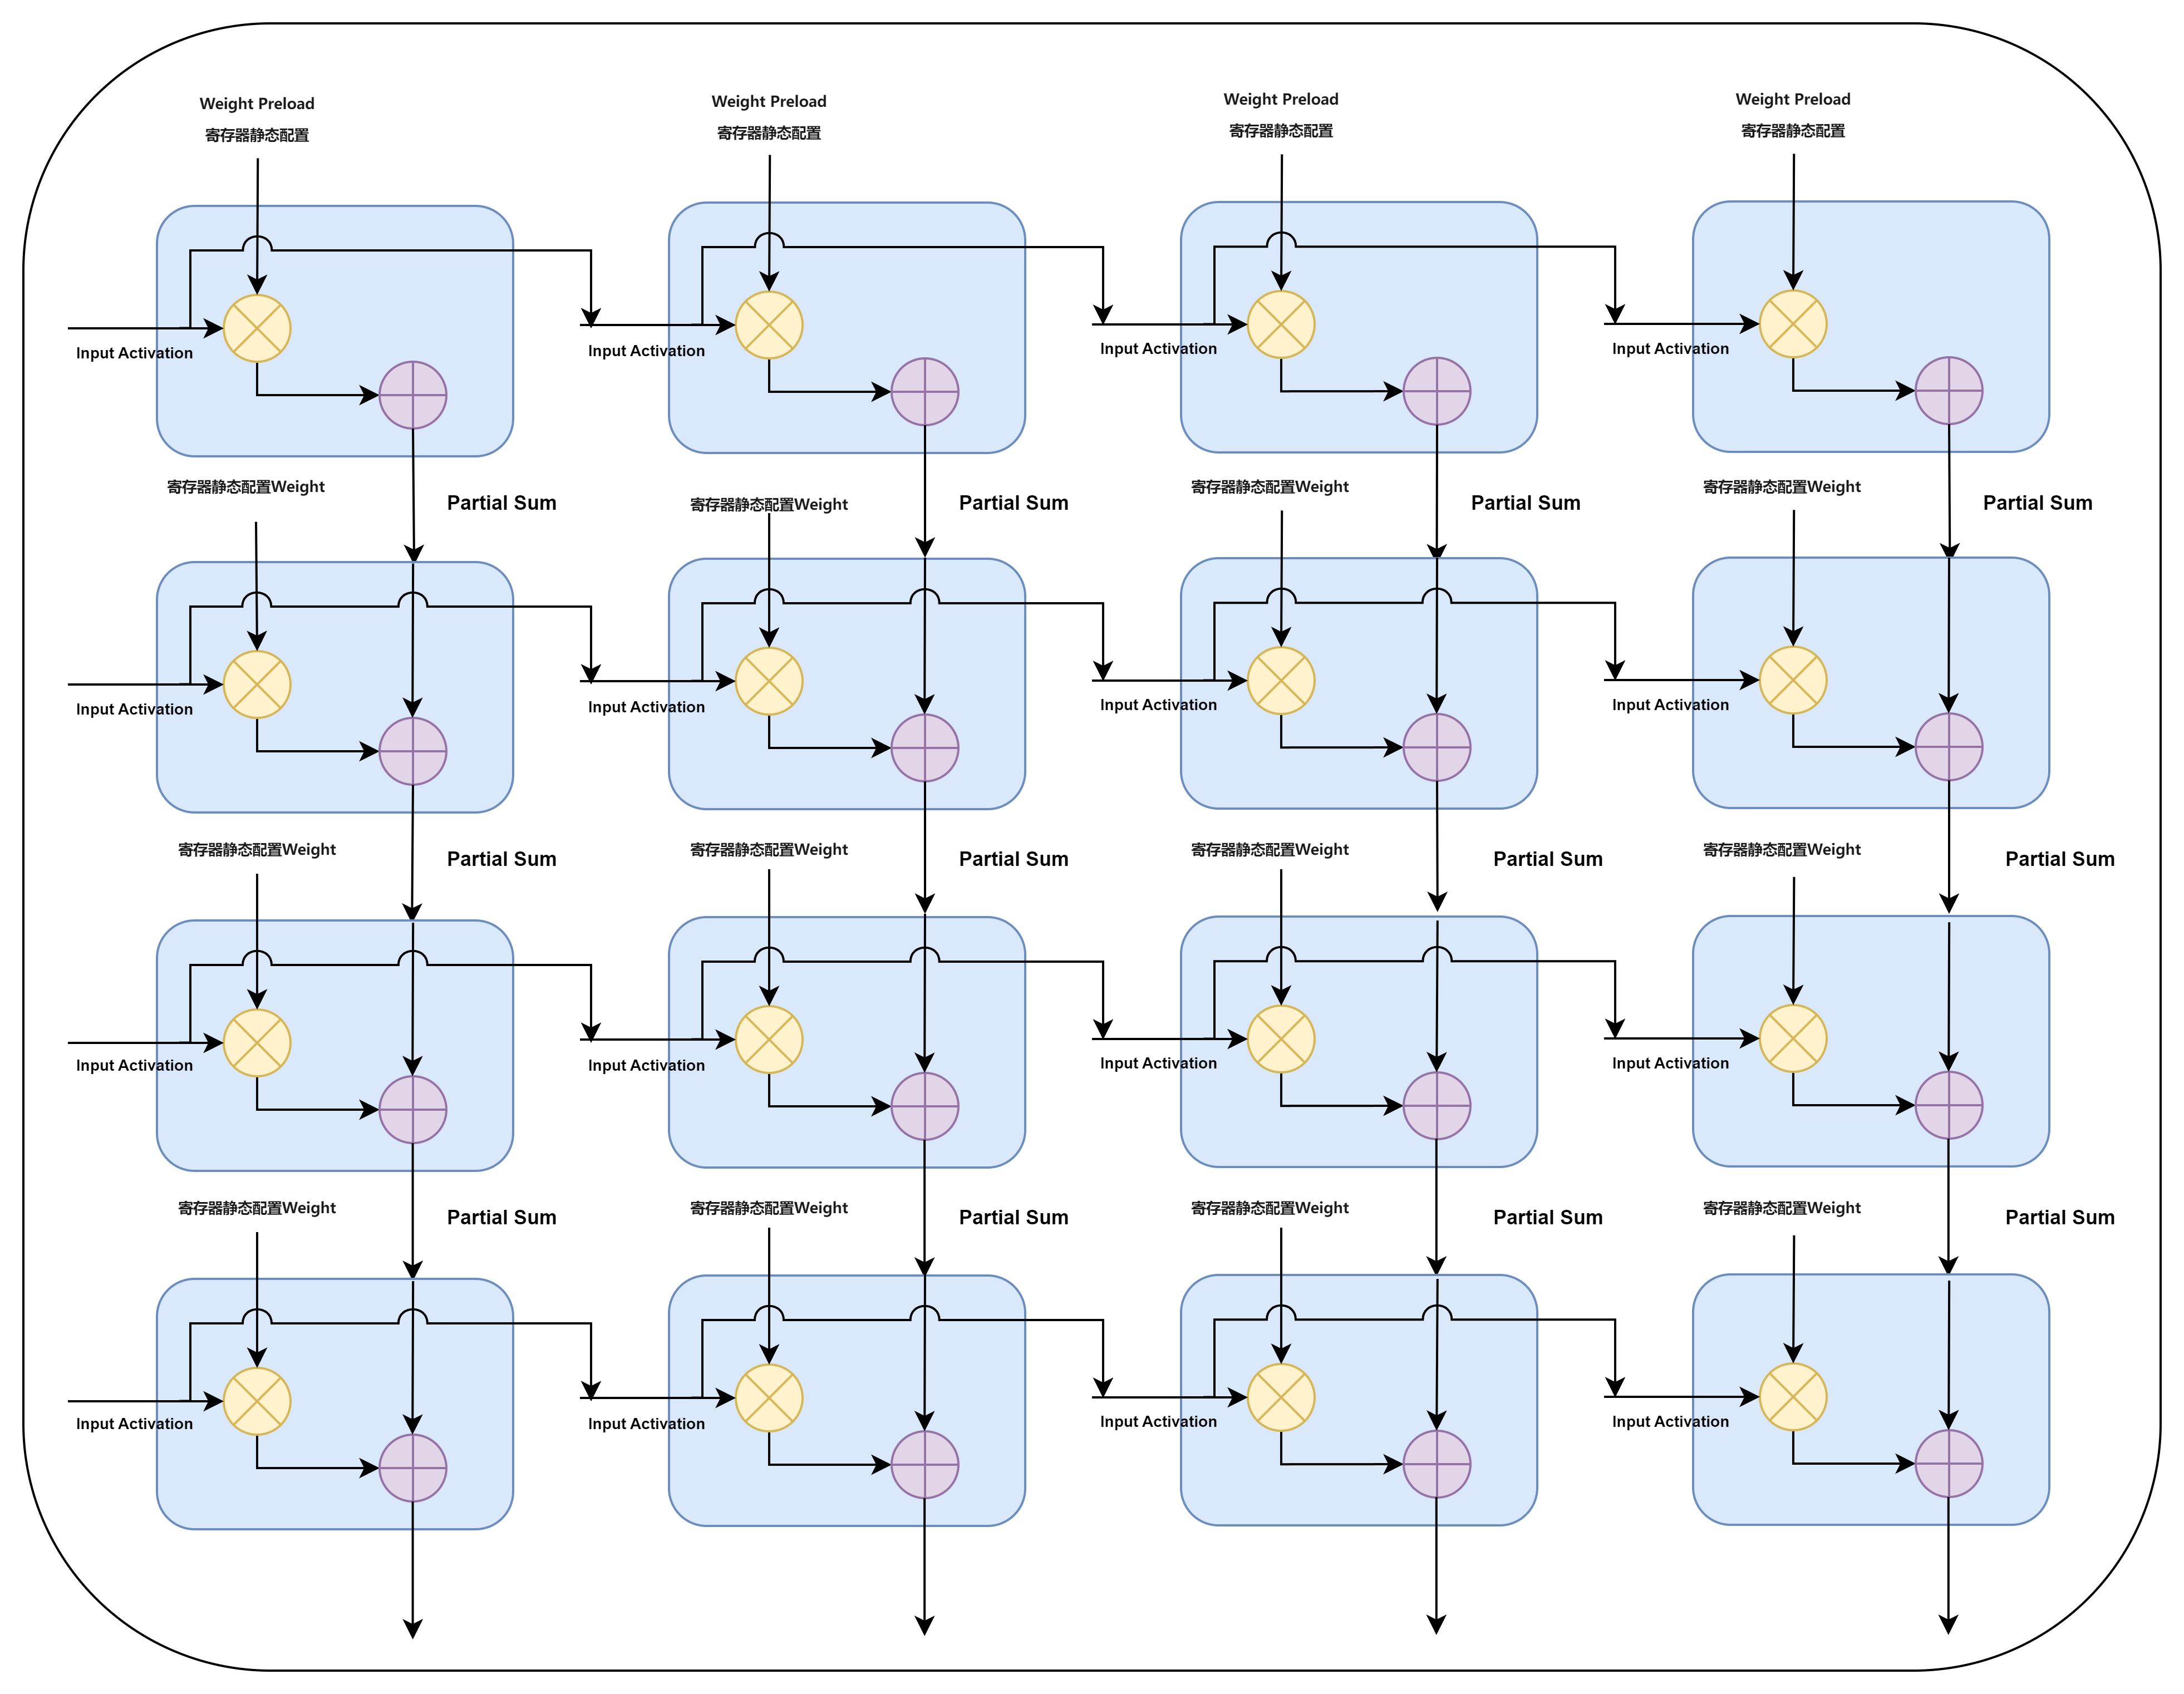 Weight Preload
寄存器静态配置
Weight Preload
寄存器静态配置
Weight Preload
寄存器静态配置
Weight Preload
寄存器静态配置
Input Activation
Input Activation
Input Activation
Input Activation
寄存器静态配置Weight
Partial Sum
寄存器静态配置Weight
Partial Sum
寄存器静态配置Weight
Partial Sum
寄存器静态配置Weight
Partial Sum
Input Activation
Input Activation
Input Activation
Input Activation
寄存器静态配置Weight
Partial Sum
寄存器静态配置Weight
Partial Sum
寄存器静态配置Weight
Partial Sum
寄存器静态配置Weight
Partial Sum
Input Activation
Input Activation
Input Activation
Input Activation
寄存器静态配置Weight
Partial Sum
寄存器静态配置Weight
Partial Sum
寄存器静态配置Weight
Partial Sum
寄存器静态配置Weight
Partial Sum
Input Activation
Input Activation
Input Activation
Input Activation